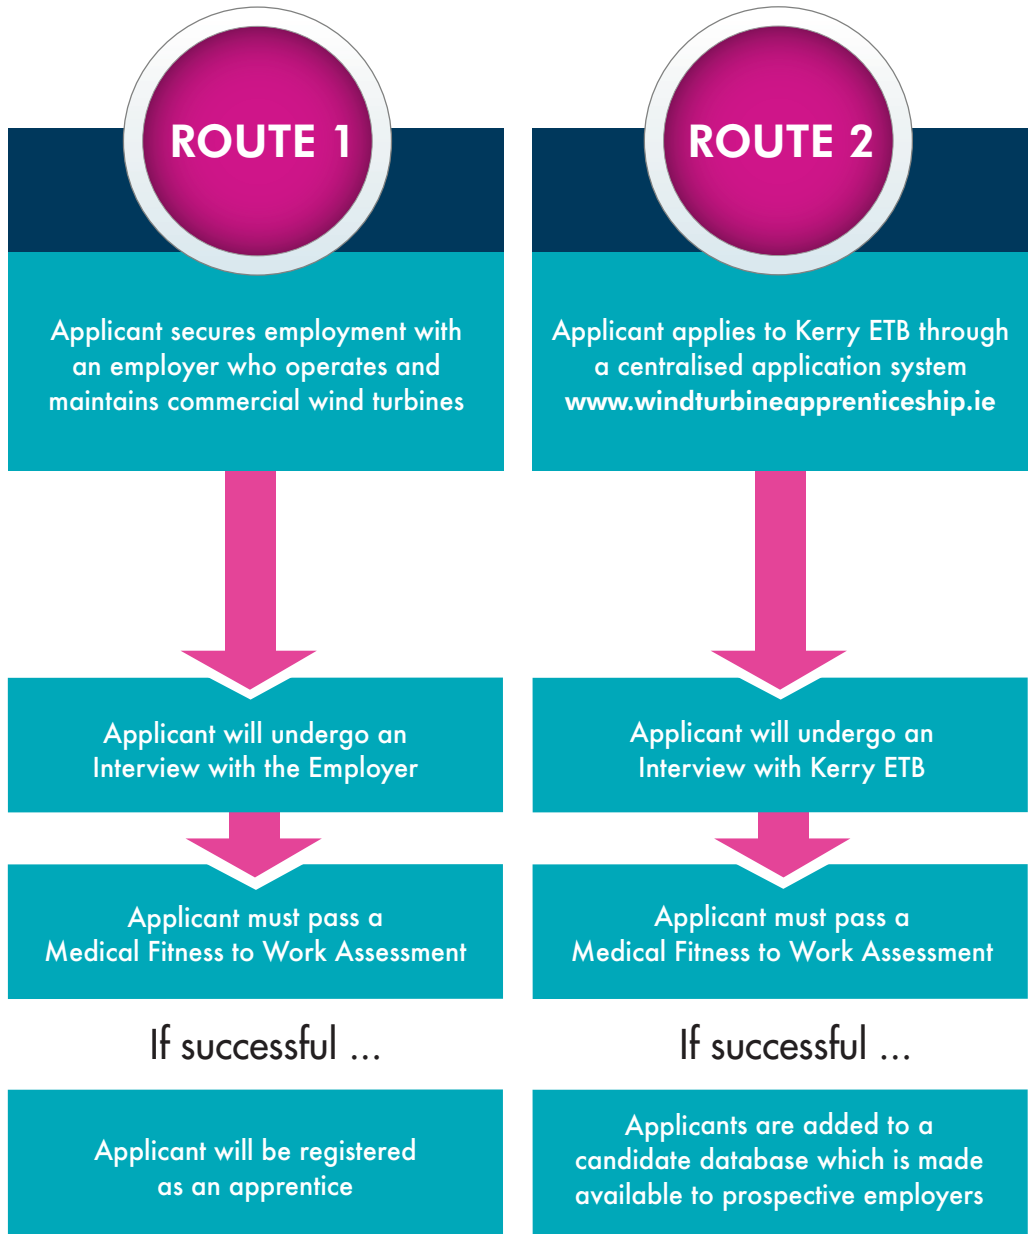 ROUTE 1
Applicant secures employment with
an employer who operates and
maintains commercial wind turbines
Applicant will undergo an
Interview with the Employer
Applicant must pass a
Medical Fitness to Work Assessment
If successful ...
Applicant will be registered
as an apprentice
ROUTE 2
Applicant applies to Kerry ETB through
a centralised application system
www.windturbineapprenticeship.ie
Applicant will undergo an
Interview with Kerry ETB
Applicant must pass a
Medical Fitness to Work Assessment
If successful ...
Applicants are added to a
candidate database which is made
available to prospective employers